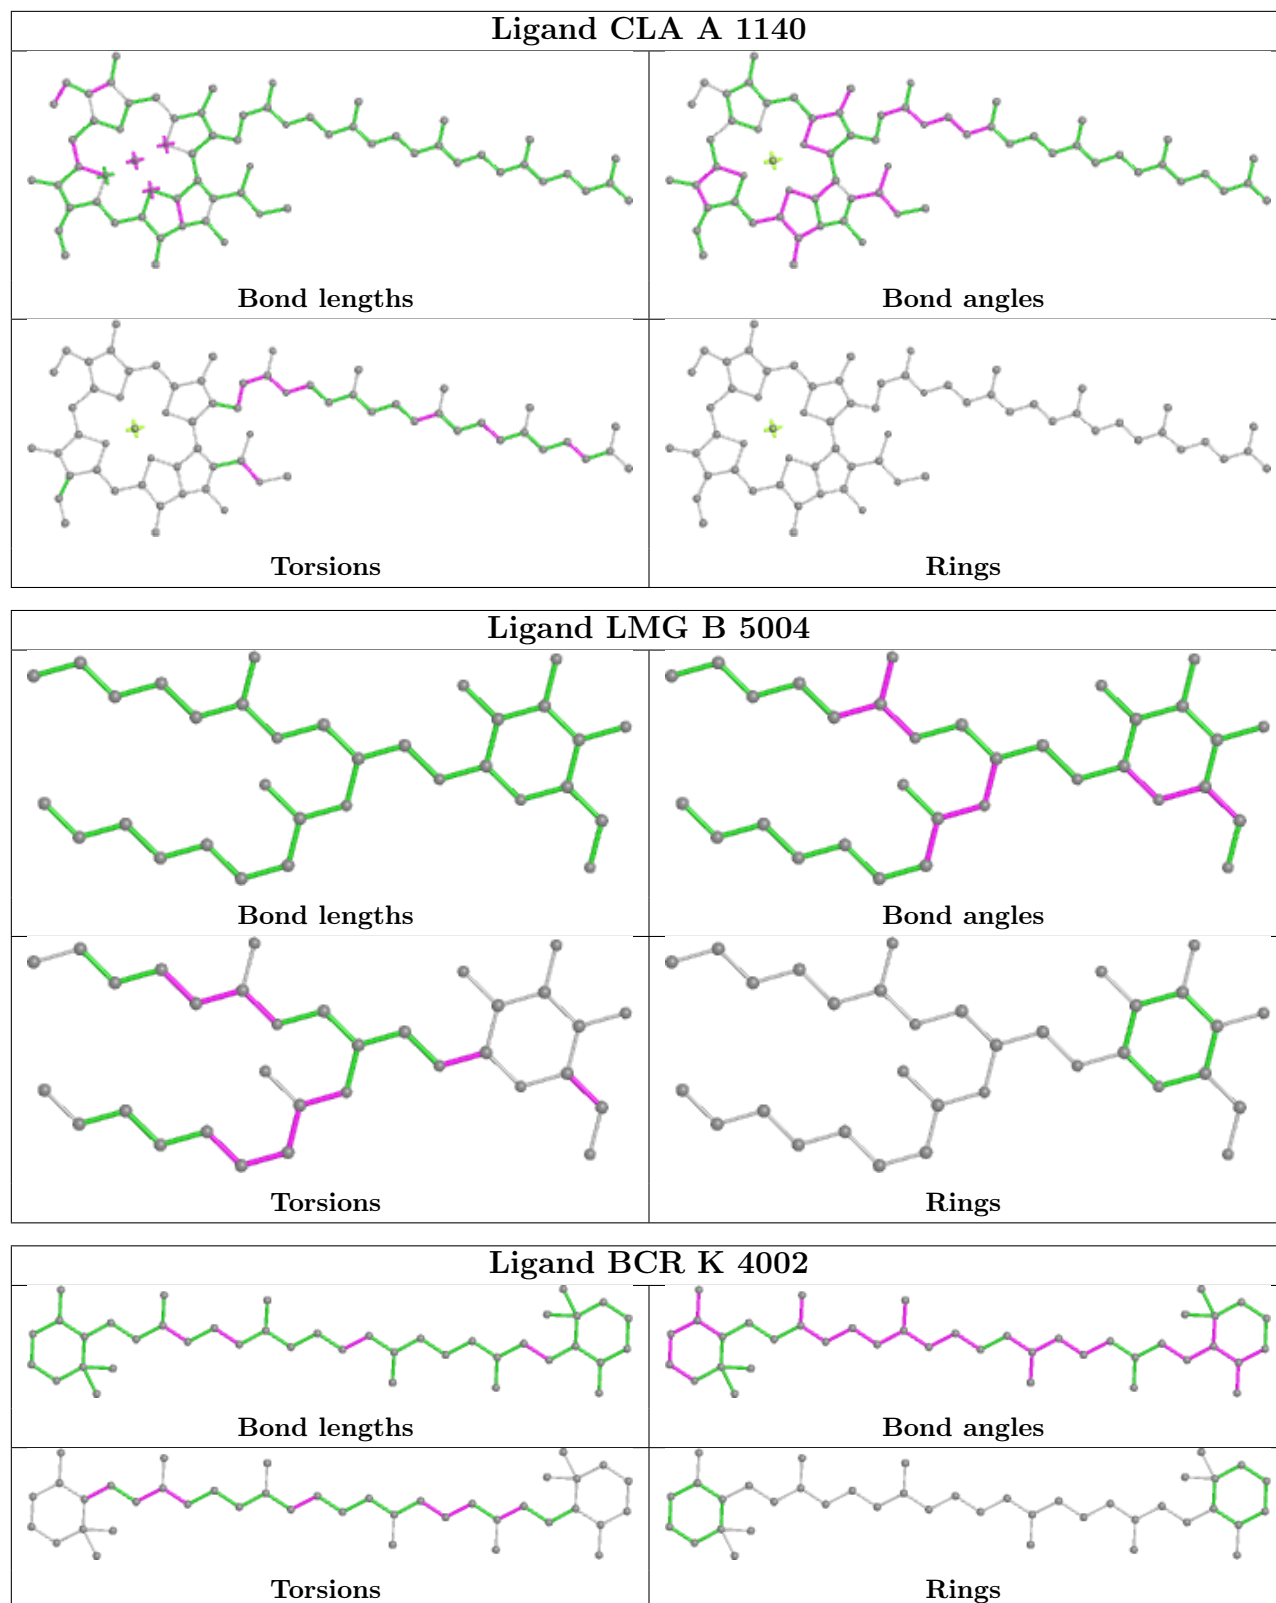 Ligand CLA A 1140
Bond lengths
Bond angles
Torsions
Rings
Ligand LMG B 5004
Bond lengths
Bond angles
Torsions
Rings
Ligand BCR K 4002
Bond lengths
Bond angles
Torsions
Rings